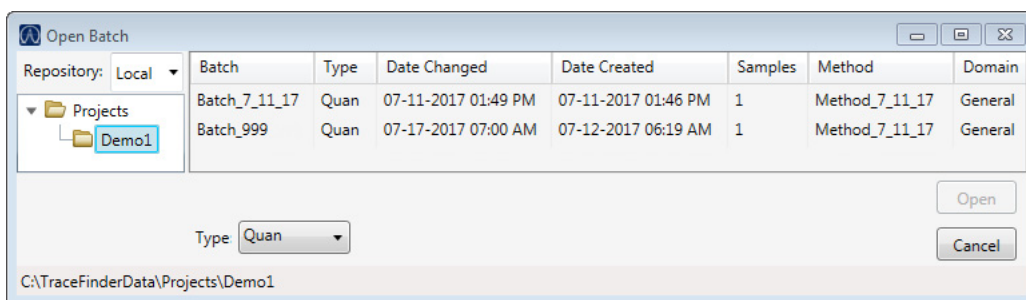 Open Batch
Repository: Local
Batch Type Date Changed Date Created Samples Method Domain
Projects
Demo1
Batch_7_11_17 Quan 07-11-2017 01:49 PM 07-11-2017 01:46 PM 1 Method_7_11_17 General
Batch_999 Quan 07-17-2017 07:00 AM 07-12-2017 06:19 AM 1 Method_7_11_17 General
Open
Type: Quan
Cancel
C:\TraceFinderData\Projects\Demo1